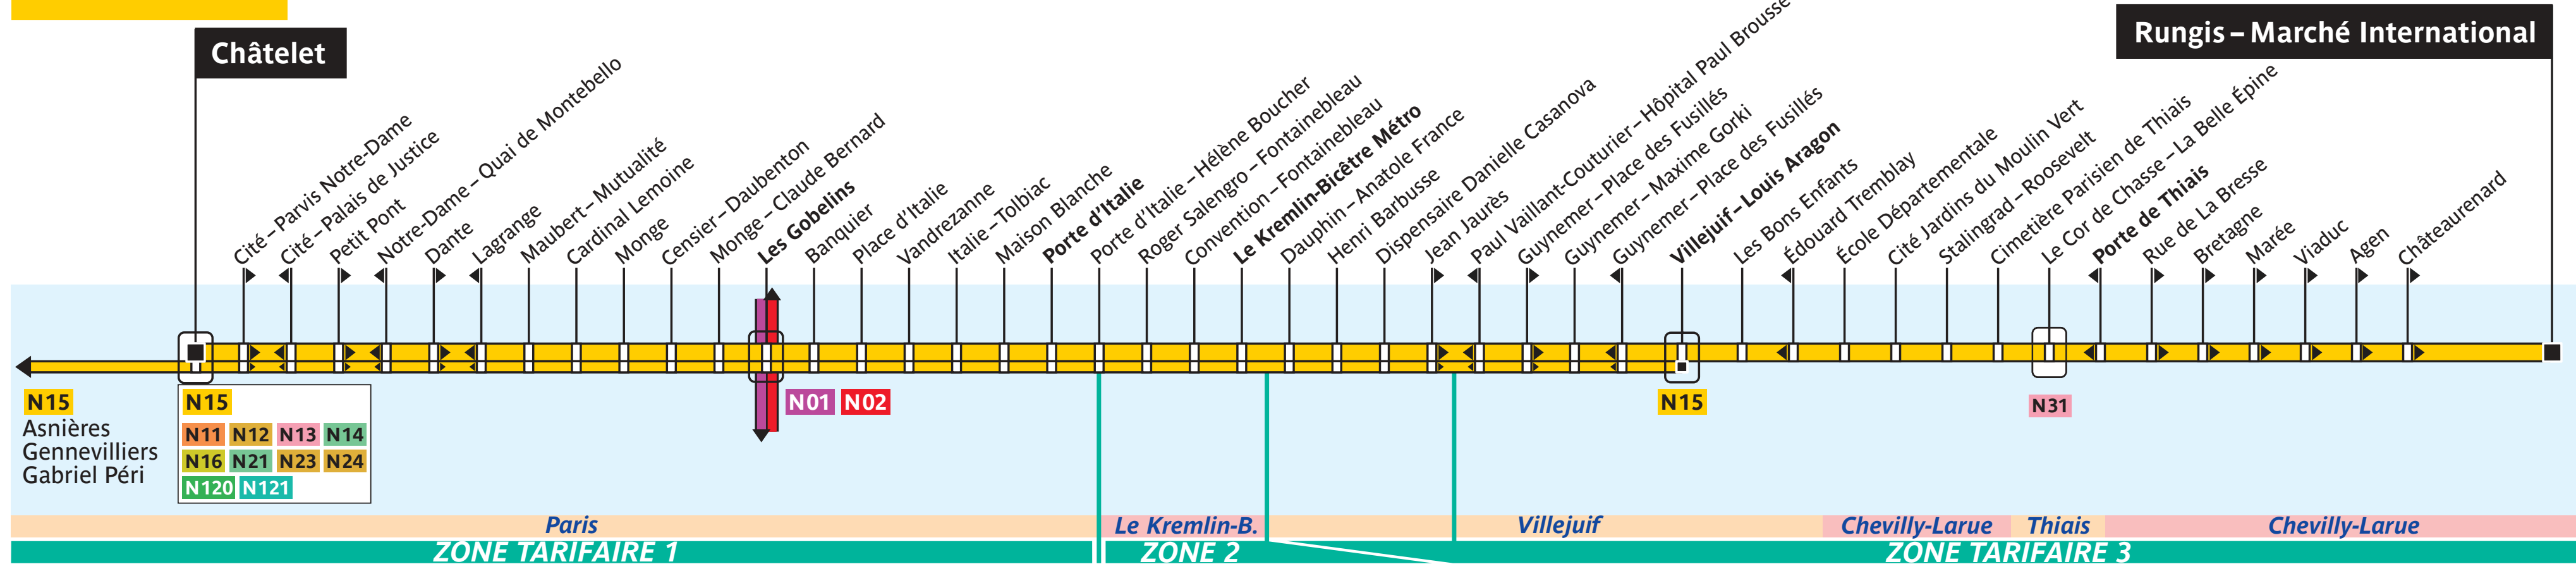 Châtelet
Rungis – Marché International
Cité – Parvis Notre-Dame
Cité – Palais de Justice
Petit Pont
Notre-Dame – Quai de Montebello
Dante
Lagrange
Maubert – Mutualité
Cardinal Lemoine
Monge
Censier – Daubenton
Monge – Claude Bernard
Les Gobelins
Banquier
Place d'Italie
Vandrezanne
Italie – Tolbiac
Maison Blanche
Porte d'Italie
Porte d'Italie – Hélène Boucher
Roger Salengro – Fontainebleau
Convention – Fontainebleau
Le Kremlin-Bicêtre Métro
Dauphin – Anatole France
Henri Barbusse
Dispensaire Danielle Casanova
Jean Jaurès
Paul Vaillant-Couturier – Hôpital Paul Brousse
Guynemer – Place des Fusillés
Guynemer – Maxime Gorki
Guynemer – Place des Fusillés
Villejuif – Louis Aragon
Les Bons Enfants
Édouard Tremblay
École Départementale
Cité Jardins du Moulin Vert
Stalingrad – Roosevelt
Cimetière Parisien de Thiais
Le Cor de Chasse – La Belle Épine
Porte de Thiais
Rue de La Bresse
Bretagne
Marée
Viaduc
Agen
Châteaurenard
N15
Asnières
Gennevilliers
Gabriel Péri
N15
N11 N12 N13 N14
N16 N21 N23 N24
N120 N121
N01 N02
N15
N31
Paris
Le Kremlin-B.
Villejuif
Chevilly-Larue
Thiais
Chevilly-Larue
ZONE TARIFAIRE 1
ZONE 2
ZONE TARIFAIRE 3